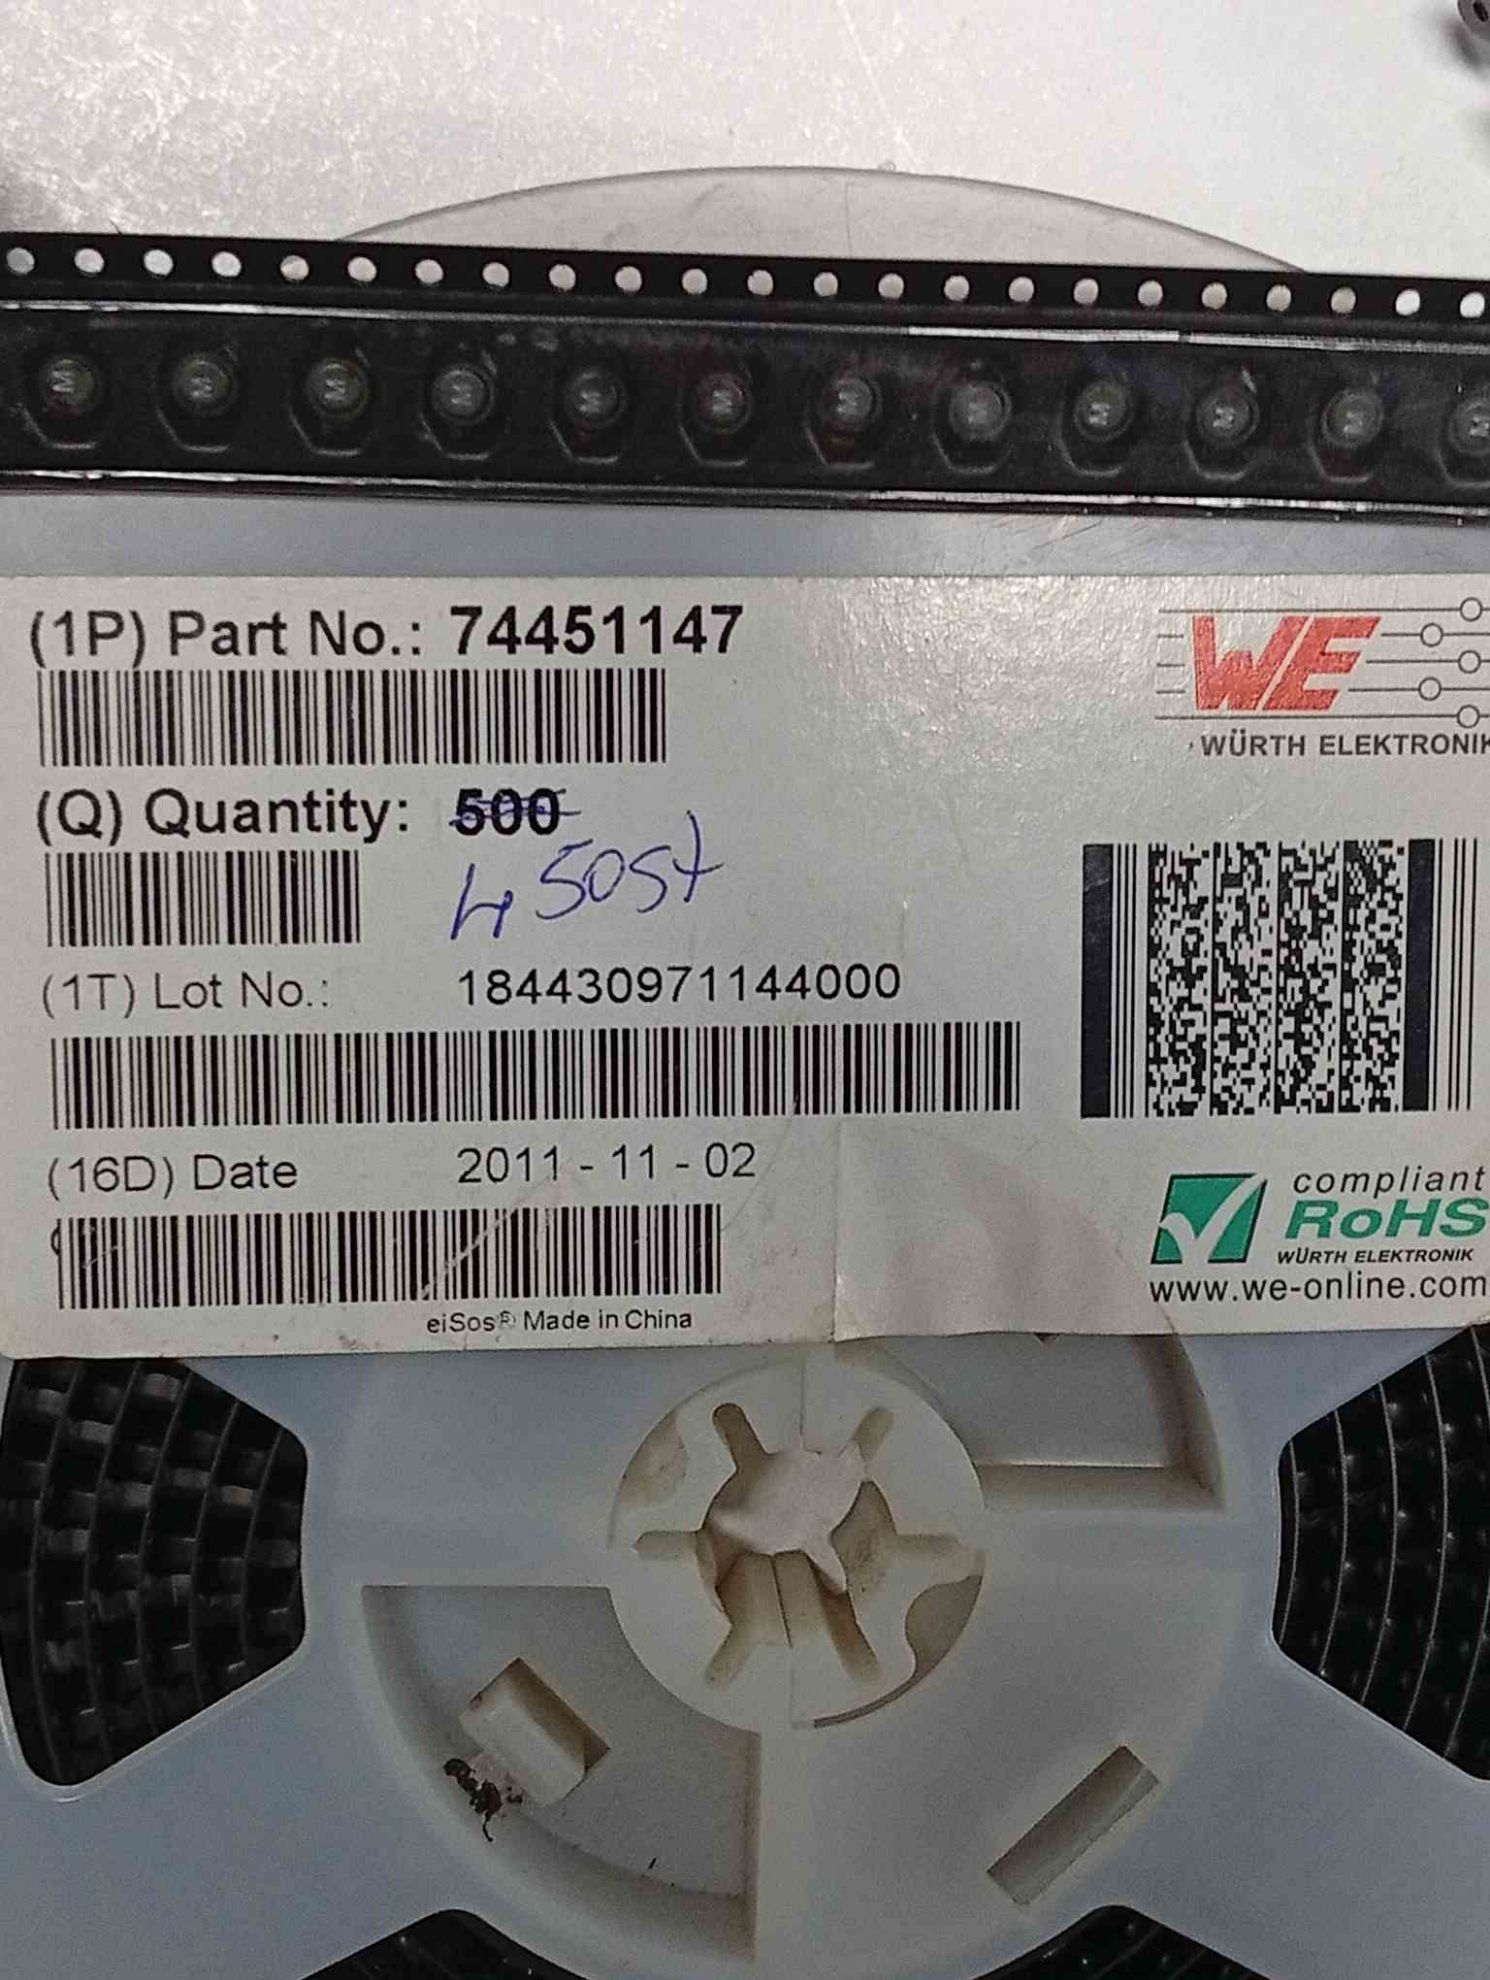 M M M M M M M M M M M M
(1P) Part No.: 74451147
WE
WÜRTH ELEKTRONIK
(Q) Quantity: 500
450St
(1T) Lot No.: 184430971144000
(16D) Date 2011 - 11 - 02
compliant
RoHS
WÜRTH ELEKTRONIK
www.we-online.com
eiSos® Made in China